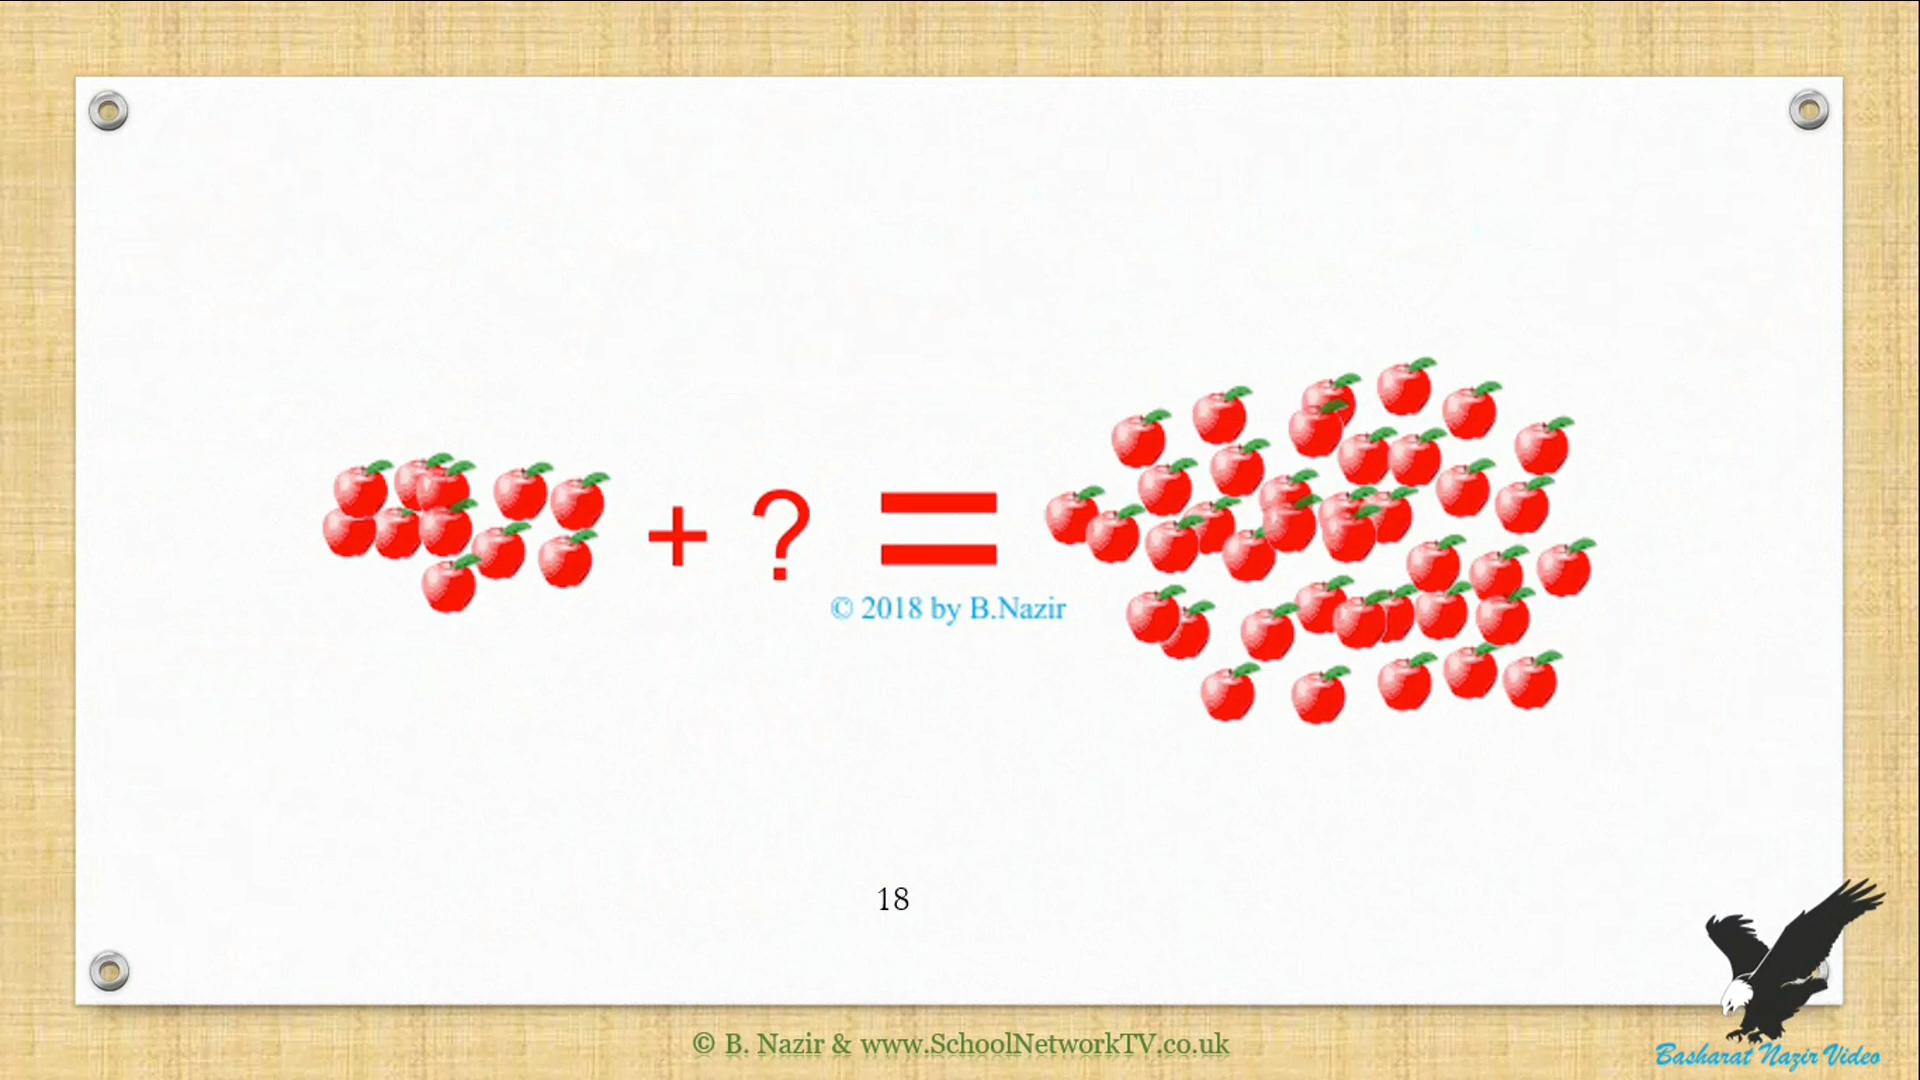 + ? =
© 2018 by B.Nazir
18
© B. Nazir & www.SchoolNetworkTV.co.uk
Basharat Nazir Video